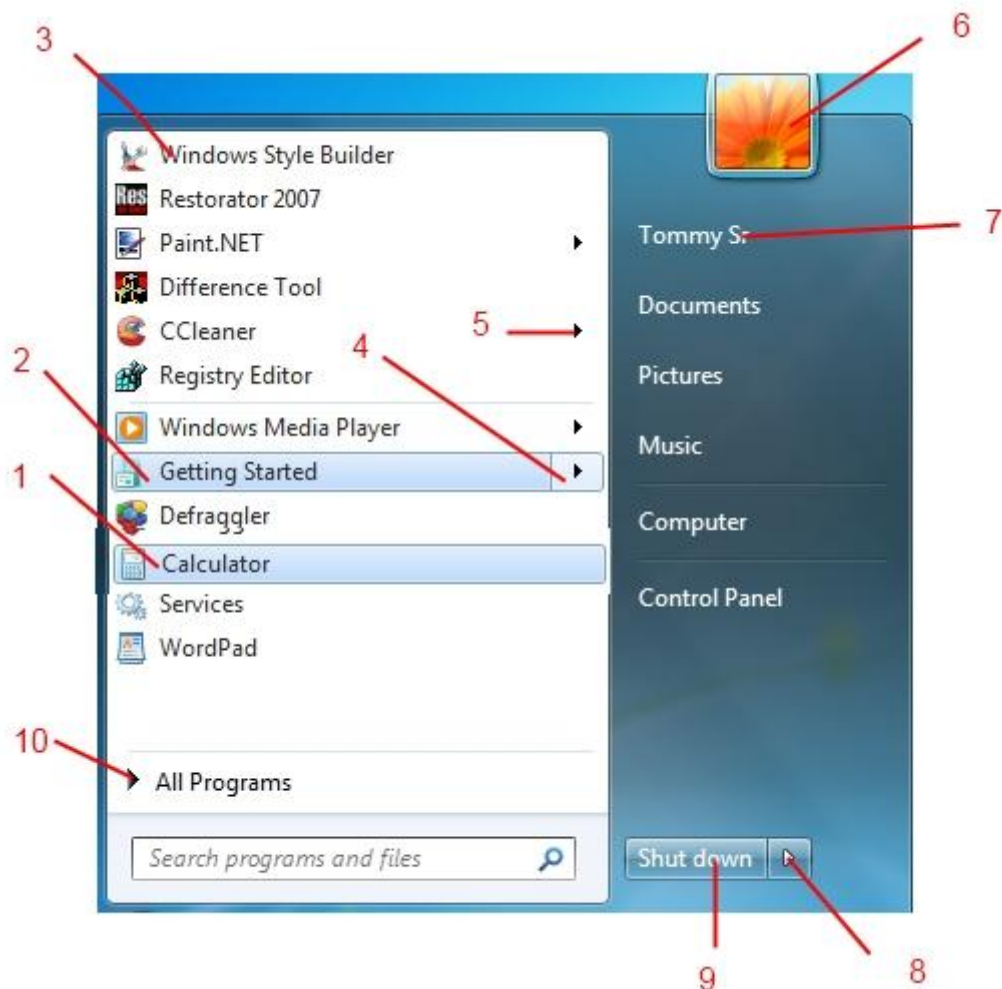 3
6
Windows Style Builder
Res
Restorator 2007
7
Tommy Sr
Paint.NET
Difference Tool
Documents
5
CCleaner
4
2
Registry Editor
Pictures
Windows Media Player
Music
1
Getting Started
Defraggler
Computer
Calculator
Services
Control Panel
WordPad
10
All Programs
Search programs and files
Shut down
9
8